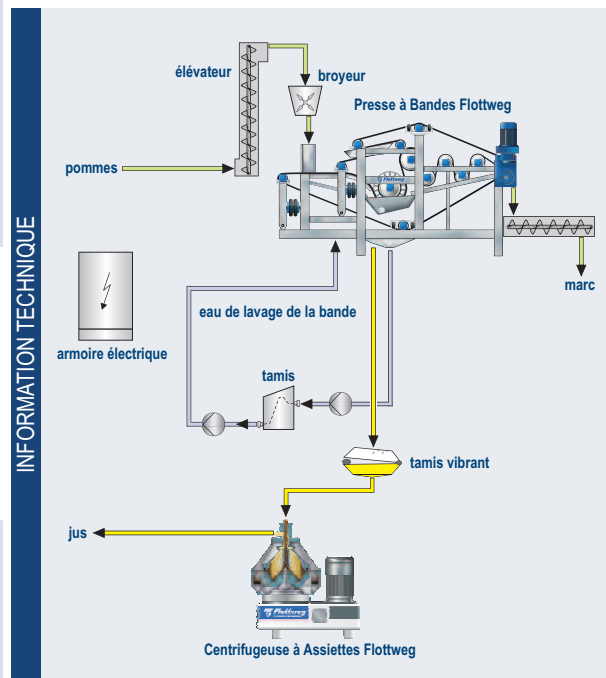 INFORMATION TECHNIQUE
élévateur
broyeur
Presse à Bandes Flottweg
pommes
Flottweg
marc
eau de lavage de la bande
armoire électrique
tamis
tamis vibrant
jus
Flottweg
Centrifugeuse à Assiettes Flottweg